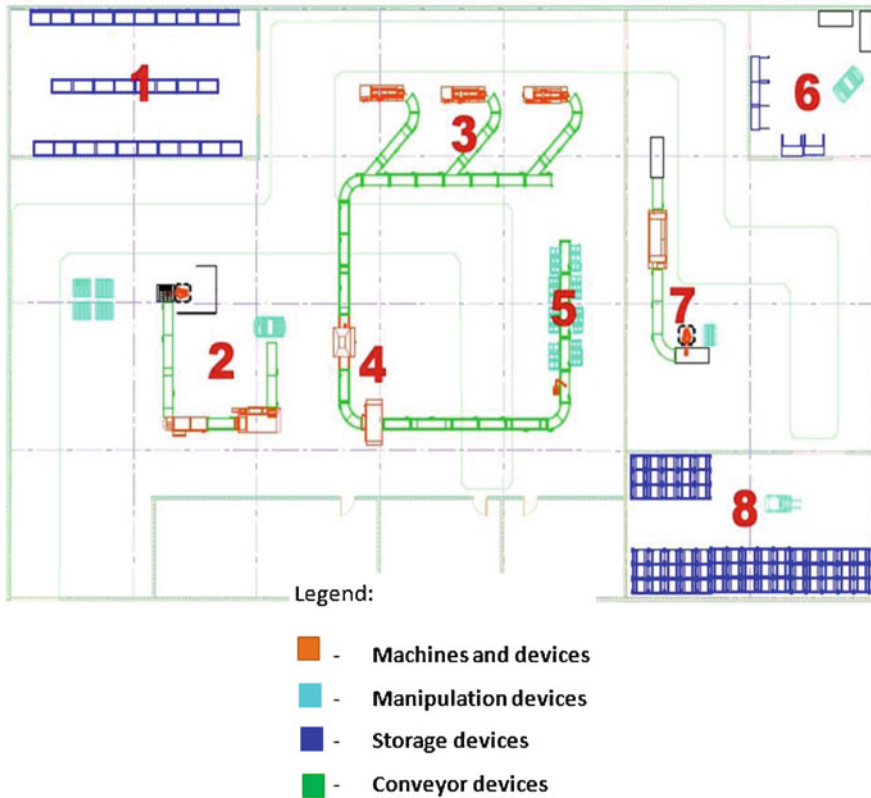 1
6
3
5
7
2
4
8
Legend:
- Machines and devices
- Manipulation devices
- Storage devices
- Conveyor devices